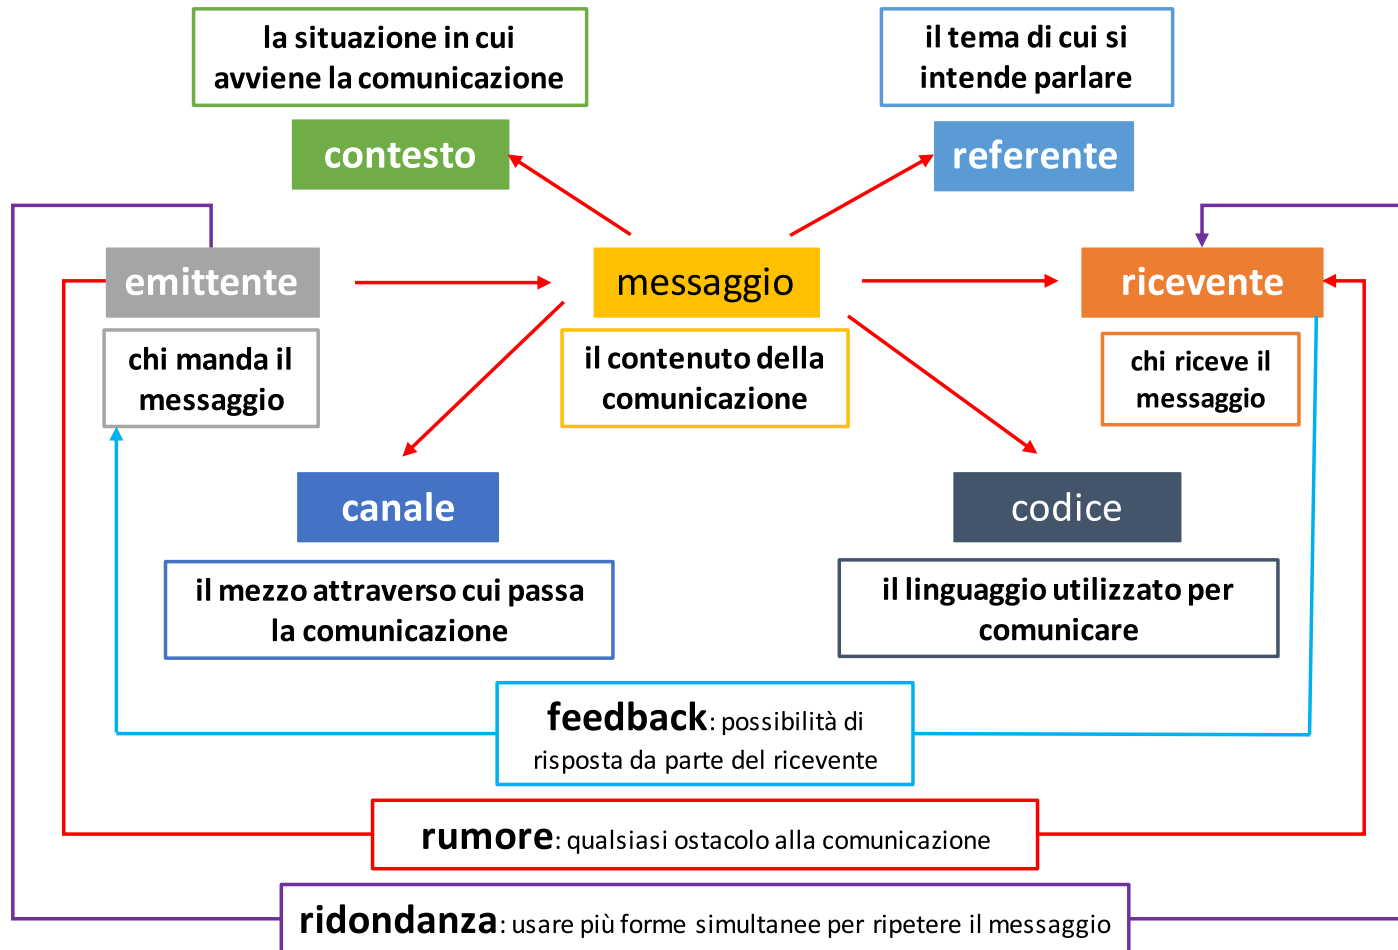 la situazione in cui
avviene la comunicazione
il tema di cui si
intende parlare
contesto
referente
emittente
messaggio
ricevente
chi manda il
messaggio
il contenuto della
comunicazione
chi riceve il
messaggio
canale
codice
il mezzo attraverso cui passa
la comunicazione
il linguaggio utilizzato per
comunicare
feedback: possibilità di
risposta da parte del ricevente
rumore: qualsiasi ostacolo alla comunicazione
ridondanza: usare più forme simultanee per ripetere il messaggio